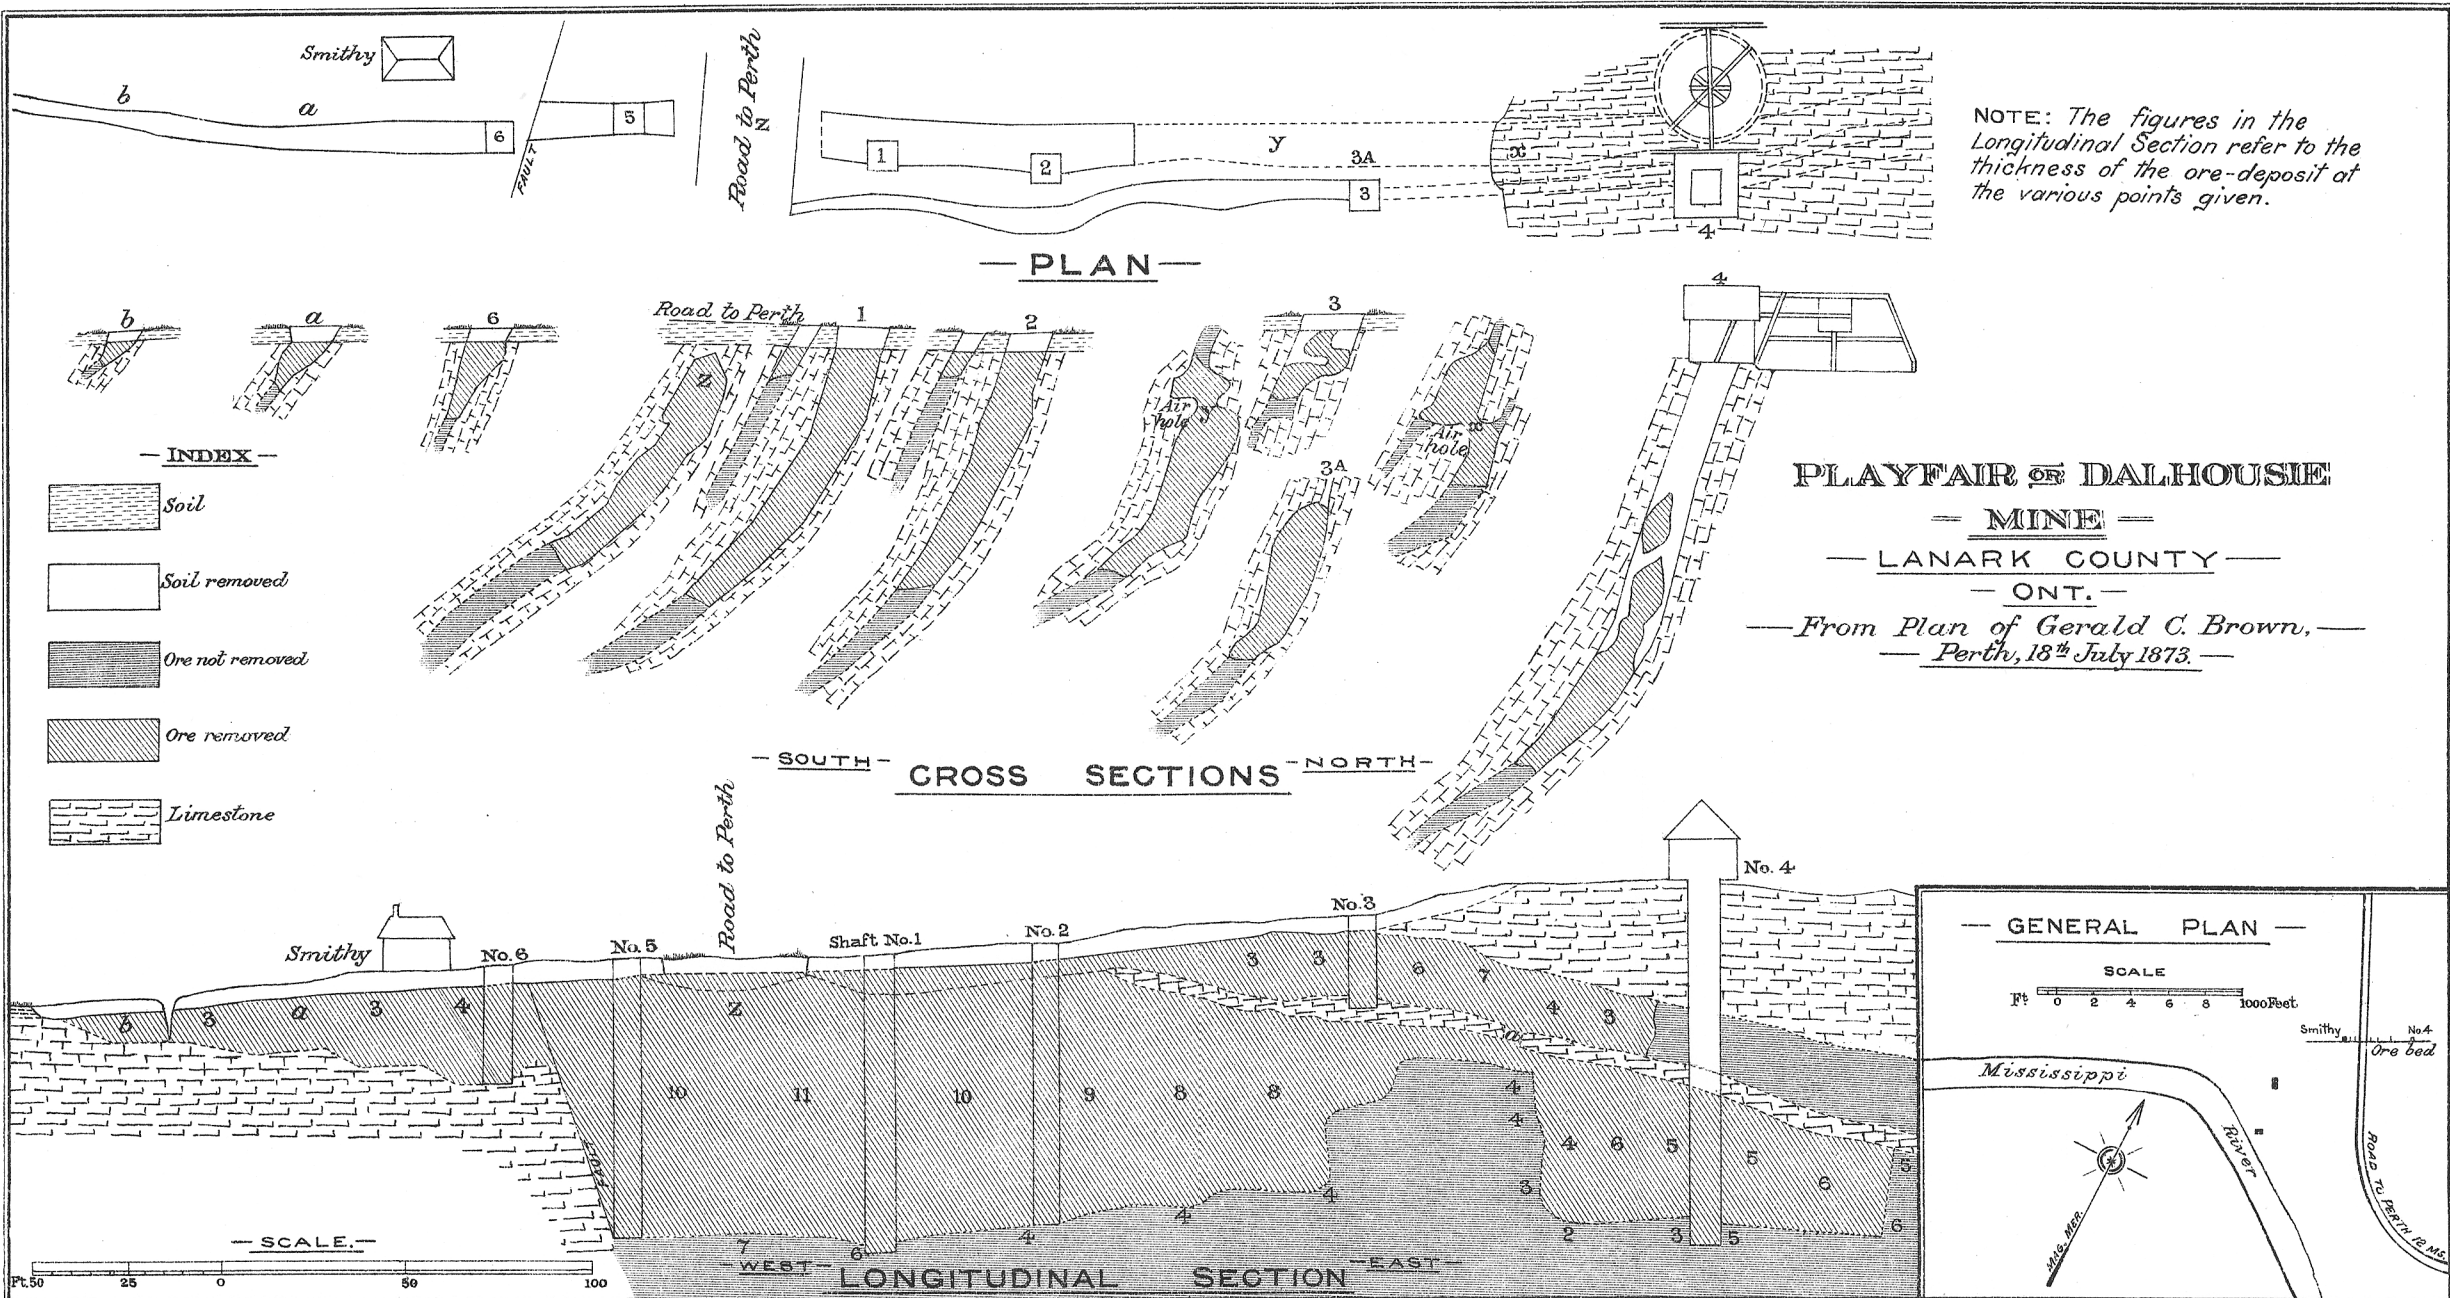 Smithy
b
a
6
FAULT
5
Road to Perth
Z
1
2
y
3A
3
x
4
NOTE: The figures in the
Longitudinal Section refer to the
thickness of the ore-deposit at
the various points given.
— PLAN —
b
a
6
Road to Perth
1
2
3
4
Z
Air
hole
y
Air
hole
x
3A
— INDEX —
Soil
Soil removed
Ore not removed
Ore removed
Limestone
PLAYFAIR OR DALHOUSIE
— MINE —
— LANARK COUNTY —
— ONT. —
— From Plan of Gerald C. Brown, —
— Perth, 18th July 1873. —
— SOUTH — CROSS SECTIONS — NORTH —
Road to Perth
Smithy
No. 6
No. 5
Shaft No. 1
No. 2
No. 3
No. 4
b 3 a 3 4
Z
3 3 6 7 4 3
x
10 11 10 9 8 8
4
4
4 6 5 5 6 5
3
4
4
FAULT
7 6 4 2 3 5 6
— SCALE. —
Ft. 50 25 0 50 100
— WEST — LONGITUDINAL SECTION — EAST —
— GENERAL PLAN —
SCALE
Ft 0 2 4 6 8 1000 Feet
Smithy No. 4
Ore bed
Mississippi
River
MAG. MER.
ROAD TO PERTH 12 MS.